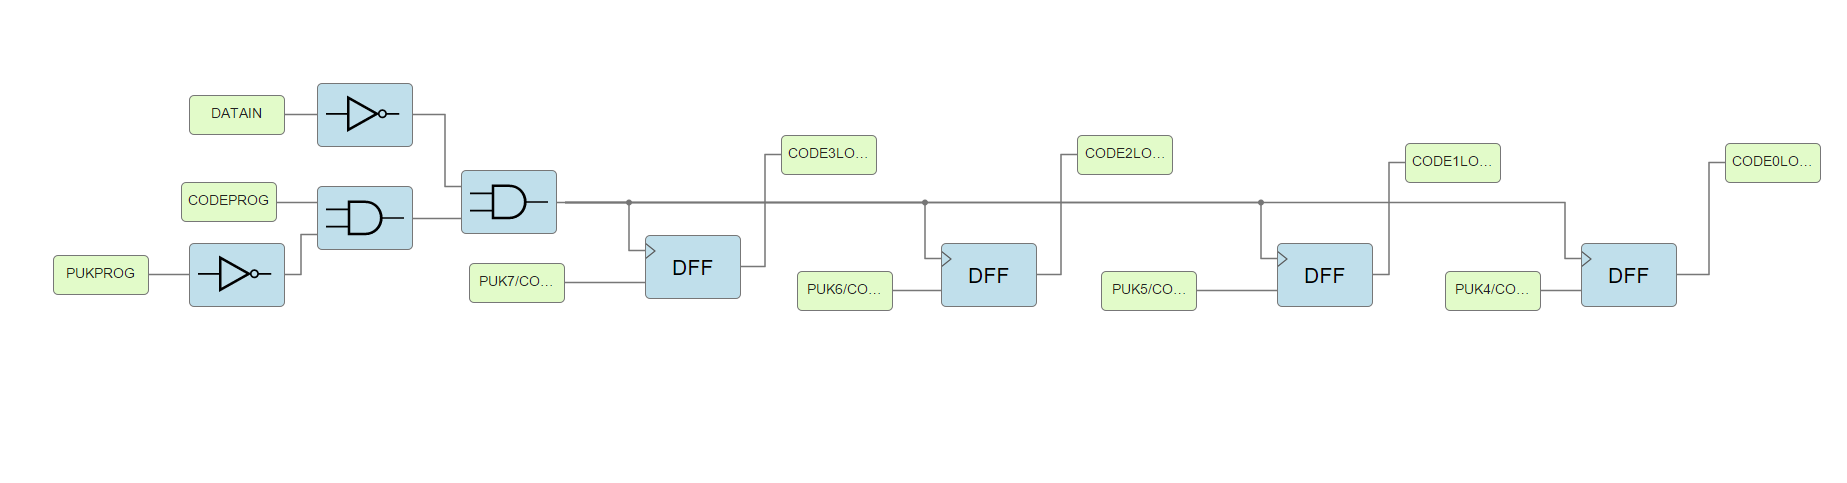 DATAIN
CODE3LO...
CODE2LO...
CODE1LO...
CODE0LO...
CODEPROG
PUKPROG
PUK7/CO...
DFF
PUK6/CO...
DFF
PUK5/CO...
DFF
PUK4/CO...
DFF